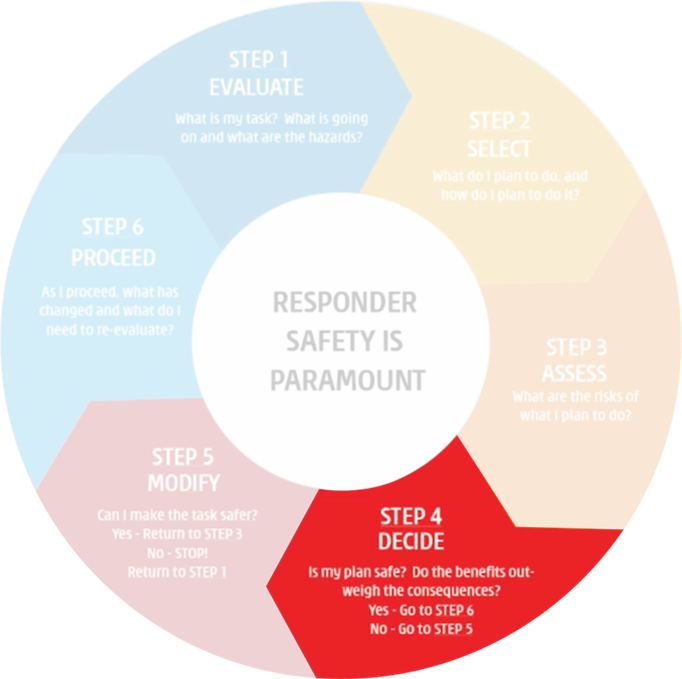 STEP 1
EVALUATE
What is my task? What is going
on and what are the hazards?
STEP 2
SELECT
What do I plan to do, and
how do I plan to do it?
STEP 3
ASSESS
What are the risks of
what I plan to do?
STEP 4
DECIDE
Is my plan safe? Do the benefits out-
weigh the consequences?
Yes - Go to STEP 6
No - Go to STEP 5
STEP 5
MODIFY
Can I make the task safer?
Yes - Return to STEP 3
No - STOP!
Return to STEP 1
STEP 6
PROCEED
As I proceed, what has
changed and what do I
need to re-evaluate?
RESPONDER
SAFETY IS
PARAMOUNT